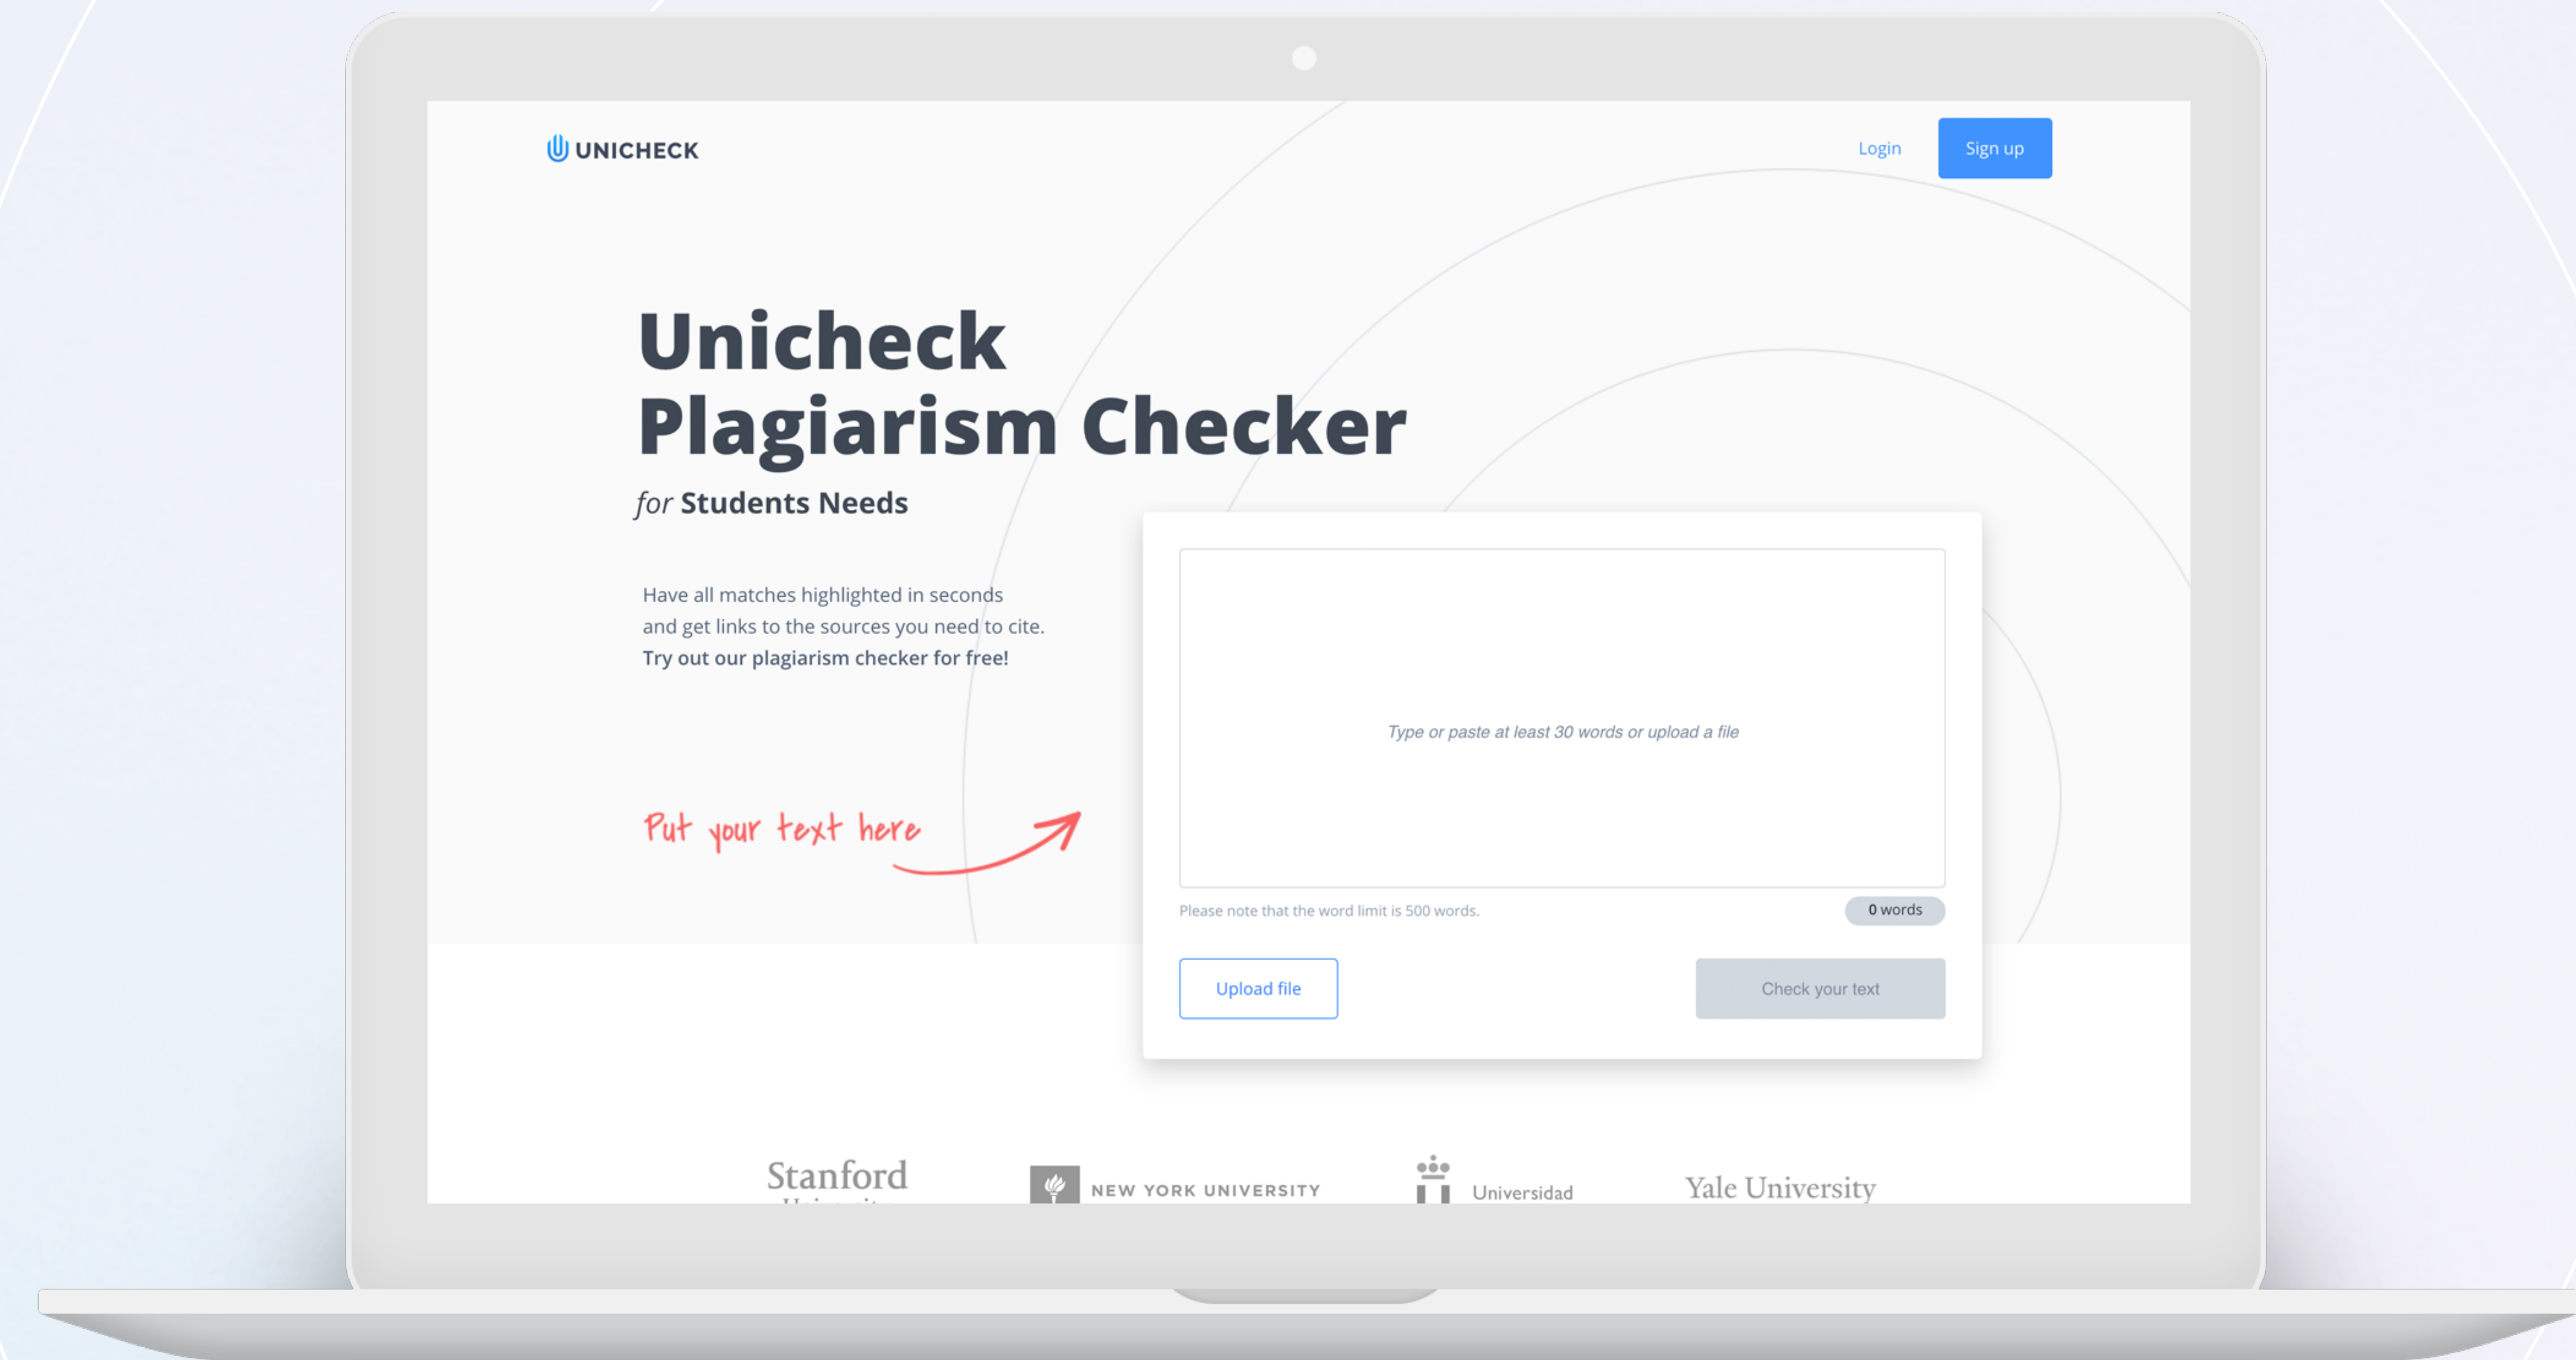 UNICHECK
Login
Sign up
Unicheck
Plagiarism Checker
for Students Needs
Have all matches highlighted in seconds
and get links to the sources you need to cite.
Try out our plagiarism checker for free!
Put your text here
Type or paste at least 30 words or upload a file
Please note that the word limit is 500 words.
0 words
Upload file
Check your text
Stanford
NEW YORK UNIVERSITY
Universidad
Yale University